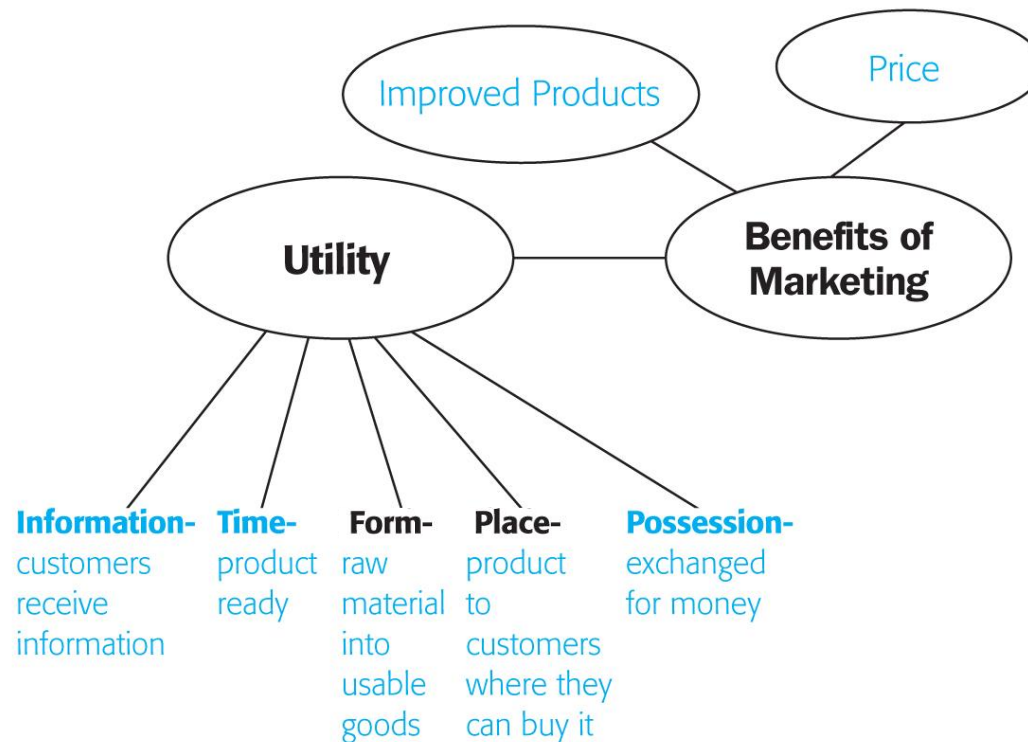 Improved Products
Price
Utility
Benefits of
Marketing
Information-
customers
receive
information
Time-
product
ready
Form-
raw
material
into
usable
goods
Place-
product
to
customers
where they
can buy it
Possession-
exchanged
for money